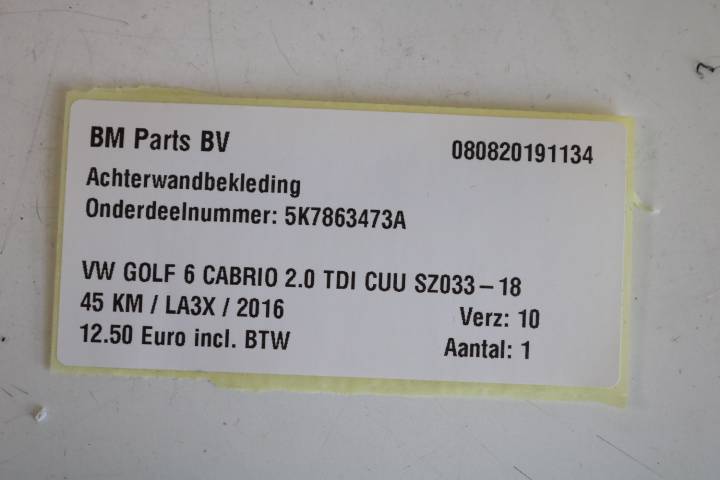 BM Parts BV 080820191134
Achterwandbekleding
Onderdeelnummer: 5K7863473A
VW GOLF 6 CABRIO 2.0 TDI CUU SZ033-18
45 KM / LA3X / 2016 Verz: 10
12.50 Euro incl. BTW Aantal: 1